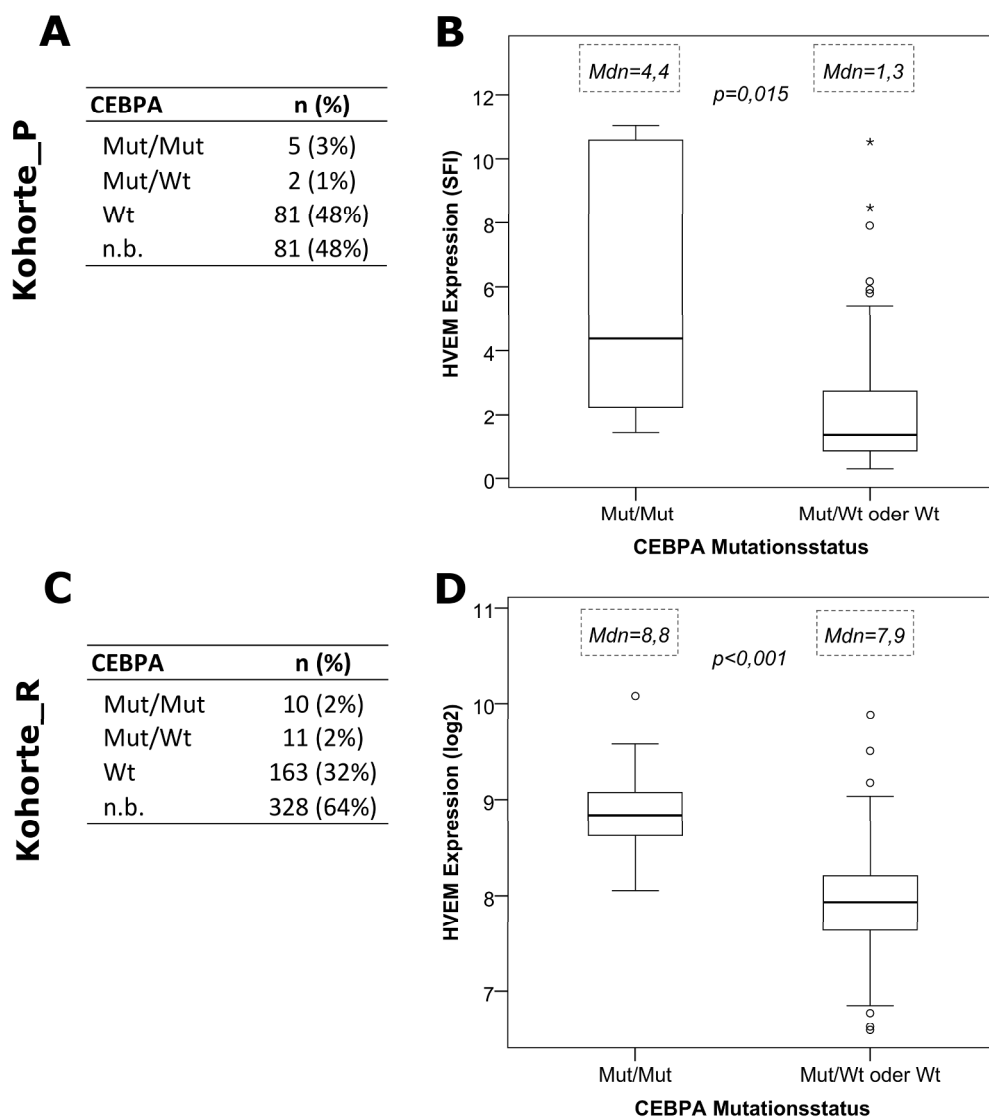 A
Kohorte_P
CEBPA n (%)
Mut/Mut 5 (3%)
Mut/Wt 2 (1%)
Wt 81 (48%)
n.b. 81 (48%)
B
HVEM Expression (SFI)
12
10
8
6
4
2
0
Mdn=4,4
p=0,015
Mdn=1,3
Mut/Mut
Mut/Wt oder Wt
CEBPA Mutationsstatus
C
Kohorte_R
CEBPA n (%)
Mut/Mut 10 (2%)
Mut/Wt 11 (2%)
Wt 163 (32%)
n.b. 328 (64%)
D
HVEM Expression (log2)
11
10
9
8
7
Mdn=8,8
p<0,001
Mdn=7,9
Mut/Mut
Mut/Wt oder Wt
CEBPA Mutationsstatus